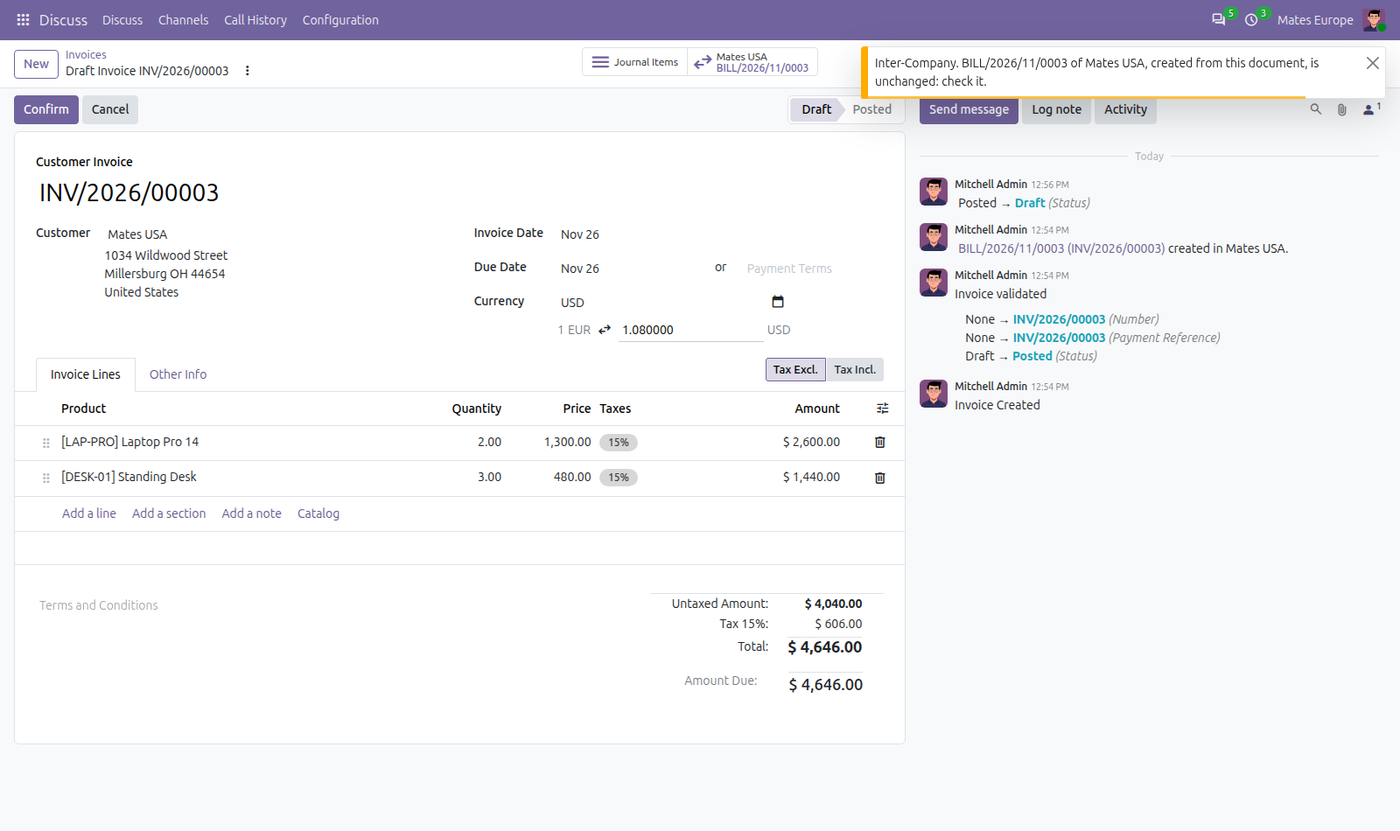 Discuss Discuss Channels Call History Configuration 5 3 Mates Europe
New
Invoices
Draft Invoice INV/2026/00003
Journal Items
Mates USA
BILL/2026/11/0003
Inter-Company. BILL/2026/11/0003 of Mates USA, created from this document, is
unchanged: check it.
Confirm Cancel
Draft Posted
Send message Log note Activity 1
Customer Invoice
INV/2026/00003
Customer Mates USA
1034 Wildwood Street
Millersburg OH 44654
United States
Invoice Date Nov 26
Due Date Nov 26 or Payment Terms
Currency USD
1 EUR 1.080000 USD
Invoice Lines Other Info Tax Excl. Tax Incl.
Product Quantity Price Taxes Amount
[LAP-PRO] Laptop Pro 14 2.00 1,300.00 15% $ 2,600.00
[DESK-01] Standing Desk 3.00 480.00 15% $ 1,440.00
Add a line Add a section Add a note Catalog
Terms and Conditions
Untaxed Amount: $ 4,040.00
Tax 15%: $ 606.00
Total: $ 4,646.00
Amount Due: $ 4,646.00
Today
Mitchell Admin 12:56 PM
Posted → Draft (Status)
Mitchell Admin 12:54 PM
BILL/2026/11/0003 (INV/2026/00003) created in Mates USA.
Mitchell Admin 12:54 PM
Invoice validated
None → INV/2026/00003 (Number)
None → INV/2026/00003 (Payment Reference)
Draft → Posted (Status)
Mitchell Admin 12:54 PM
Invoice Created